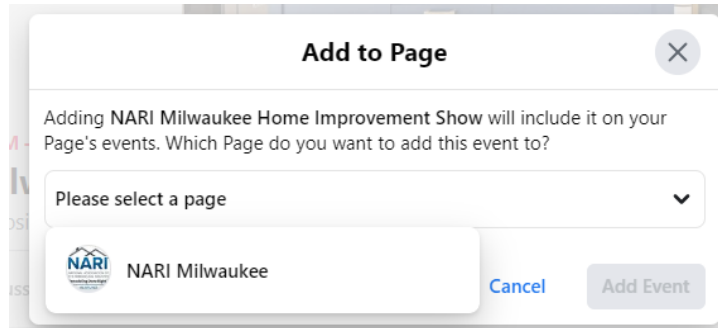 Add to Page
Adding NARI Milwaukee Home Improvement Show will include it on your
Page's events. Which Page do you want to add this event to?
Please select a page
NARI
NARI Milwaukee
Cancel
Add Event